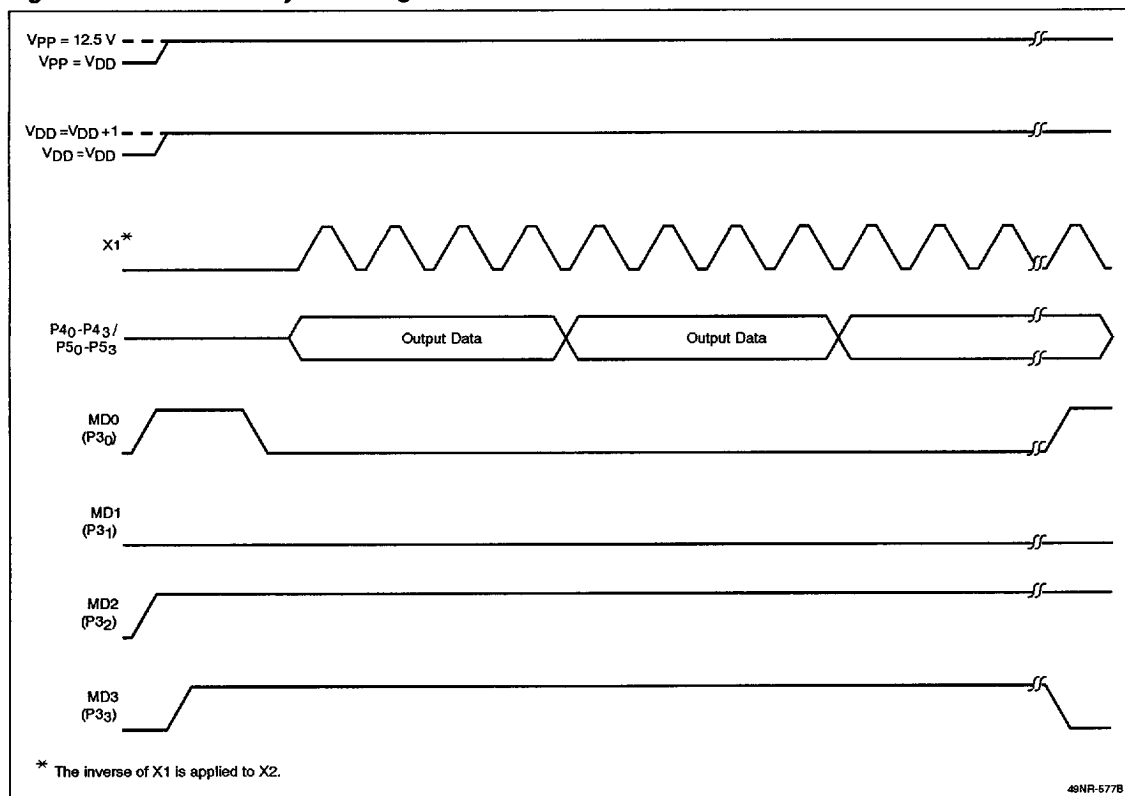 VPP = 12.5 V
VPP = VDD
VDD = VDD + 1
VDD = VDD
X1*
P40-P43 /
P50-P53
Output Data
Output Data
MD0
(P30)
MD1
(P31)
MD2
(P32)
MD3
(P33)
* The inverse of X1 is applied to X2.
49NR-577B